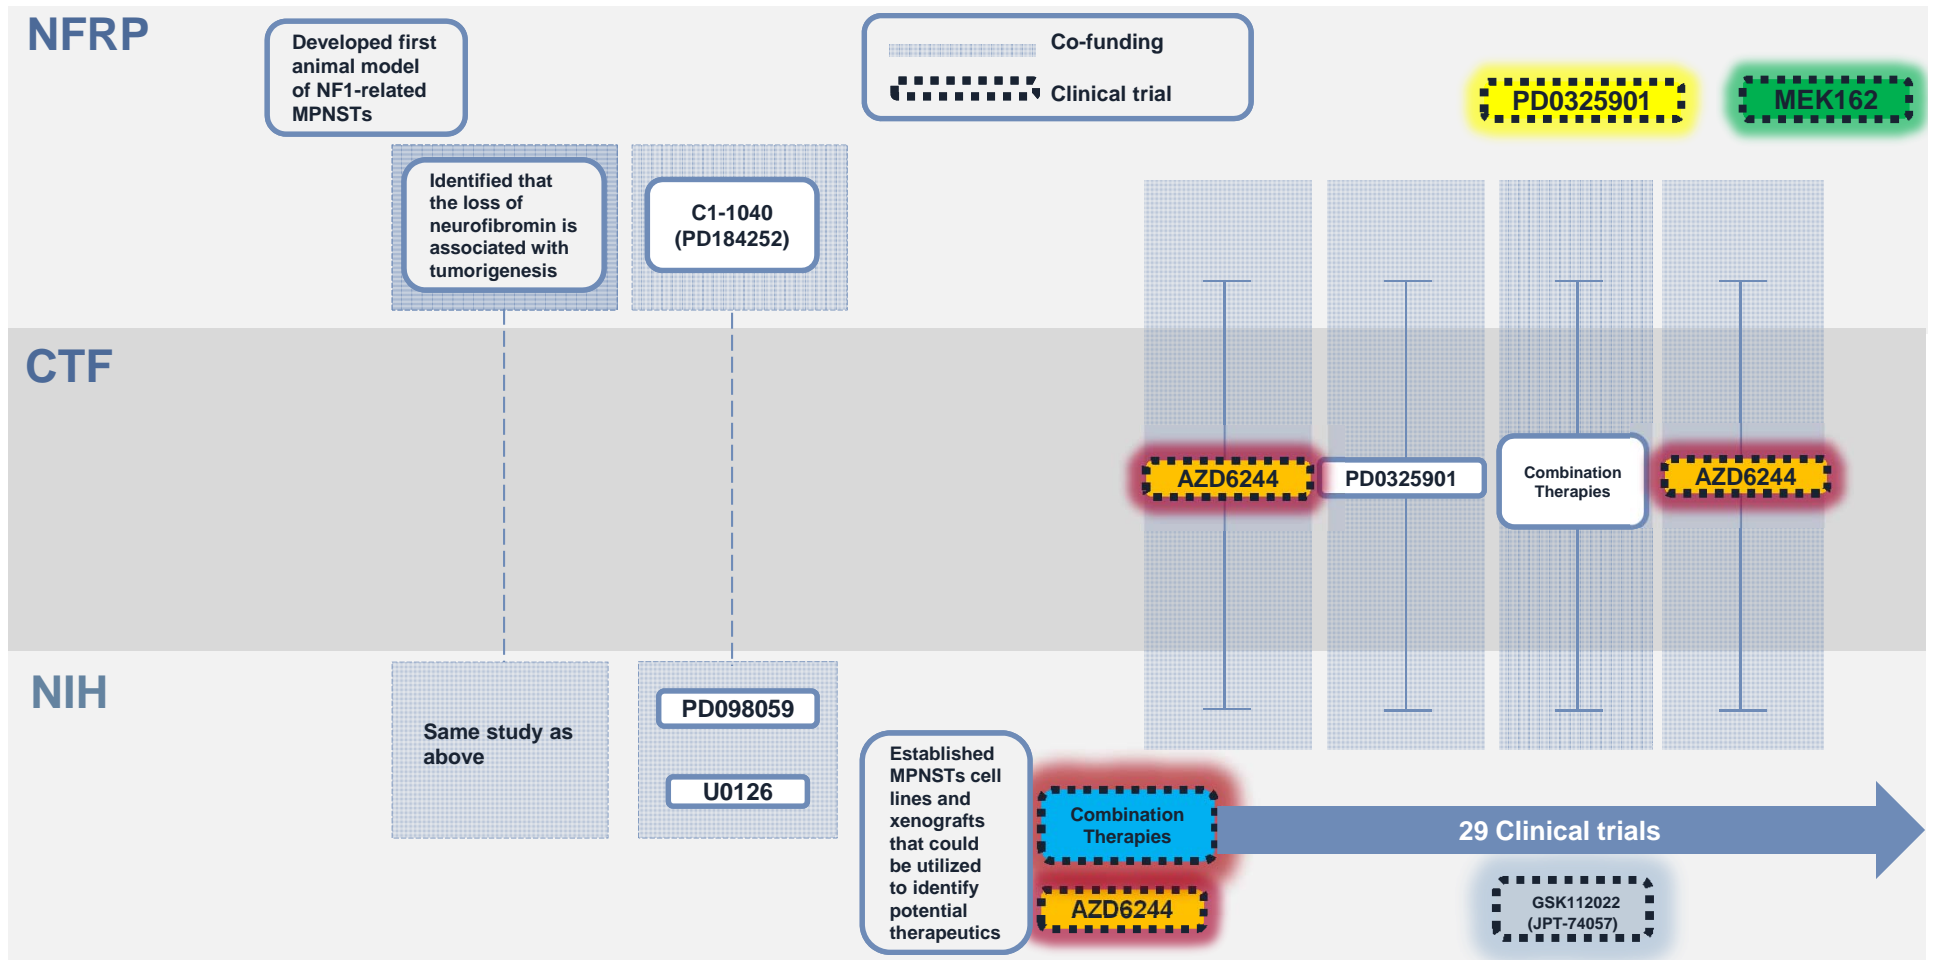 NFRP
Developed first
animal model
of NF1-related
MPNSTs
Co-funding
Clinical trial
PD0325901
MEK162
Identified that
the loss of
neurofibromin is
associated with
tumorigenesis
C1-1040
(PD184252)
CTF
AZD6244
PD0325901
Combination
Therapies
AZD6244
NIH
Same study as
above
PD098059
U0126
Established
MPNSTs cell
lines and
xenografts
that could
be utilized
to identify
potential
therapeutics
Combination
Therapies
29 Clinical trials
AZD6244
GSK112022
(JPT-74057)